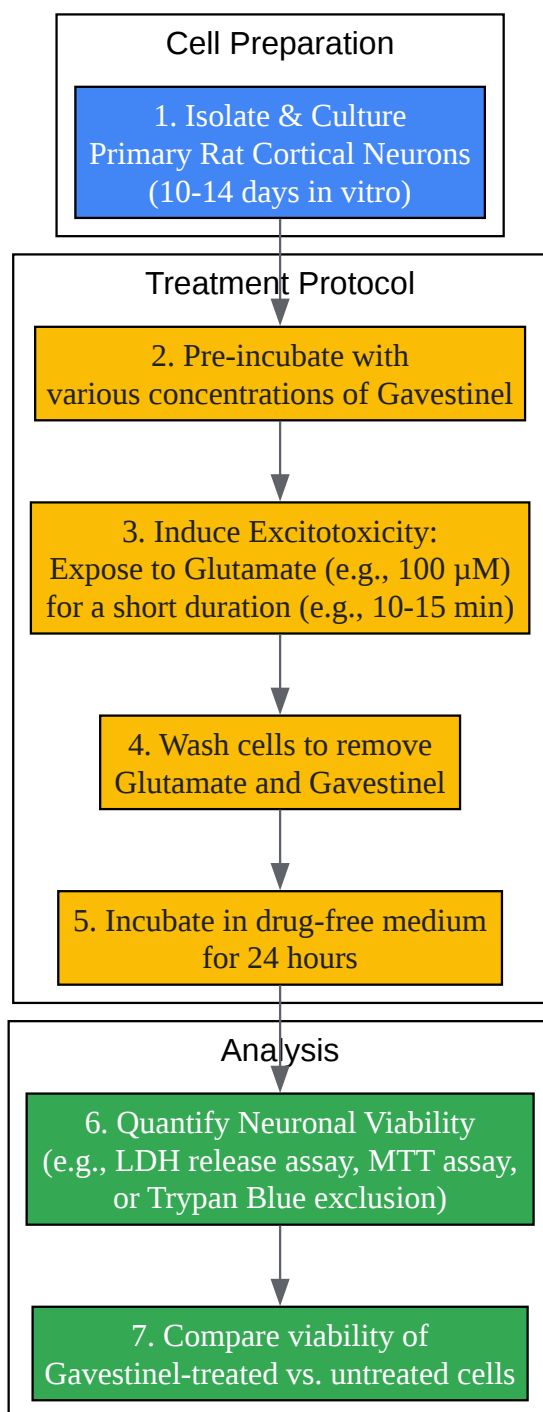 Cell Preparation
1. Isolate & Culture
Primary Rat Cortical Neurons
(10-14 days in vitro)
Treatment Protocol
2. Pre-incubate with
various concentrations of Gavestinel
3. Induce Excitotoxicity:
Expose to Glutamate (e.g., 100 µM)
for a short duration (e.g., 10-15 min)
4. Wash cells to remove
Glutamate and Gavestinel
5. Incubate in drug-free medium
for 24 hours
Analysis
6. Quantify Neuronal Viability
(e.g., LDH release assay, MTT assay,
or Trypan Blue exclusion)
7. Compare viability of
Gavestinel-treated vs. untreated cells